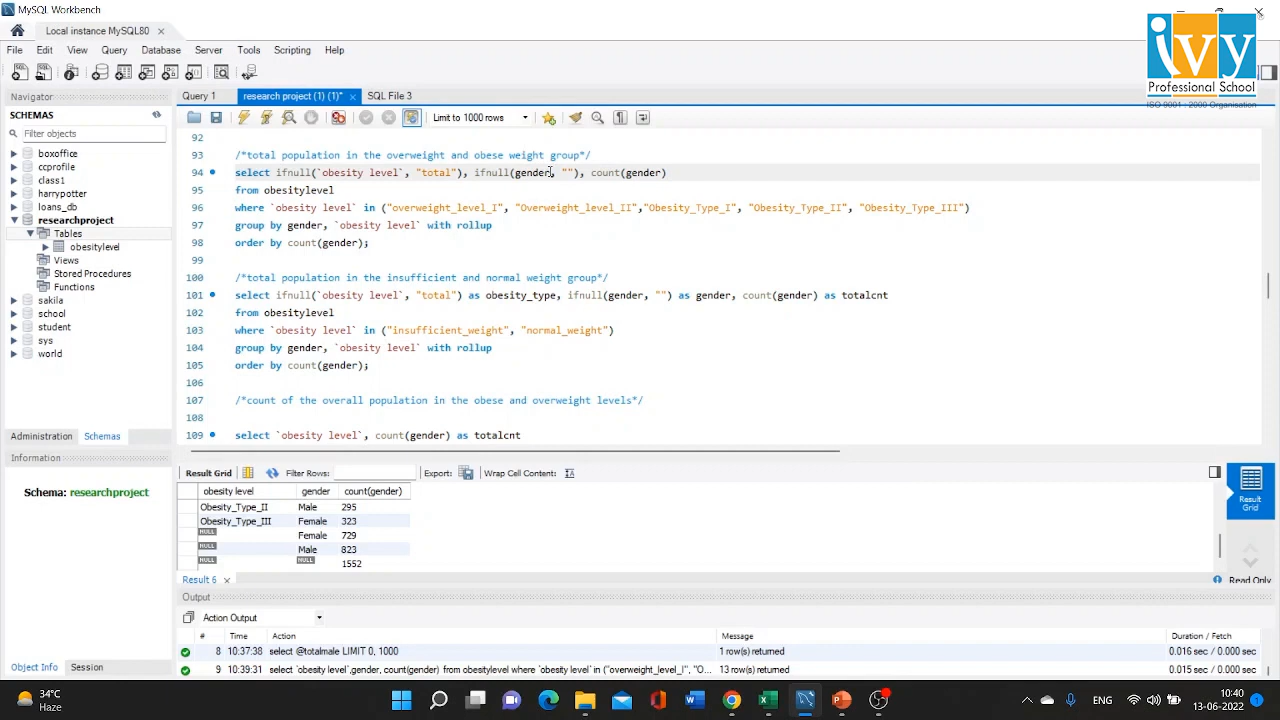 MySQL Workbench
Local instance MySQL80
File Edit View Query Database Server Tools Scripting Help
ivy
Professional School
ISO 9001 : 2000 Organisation
Navigator
SCHEMAS
Filter objects
boxoffice
ccprofile
class1
harrypotter
loans_db
researchproject
Tables
obesitylevel
Views
Stored Procedures
Functions
sakila
school
student
sys
world
Administration Schemas
Information
Schema: researchproject
Object Info Session
Query 1 research project (1) (1)* SQL File 3
Limit to 1000 rows
92
93 /*total population in the overweight and obese weight group*/
94 select ifnull(`obesity level`, "total"), ifnull(gender, ""), count(gender)
95 from obesitylevel
96 where `obesity level` in ("overweight_level_I", "Overweight_level_II","Obesity_Type_I", "Obesity_Type_II", "Obesity_Type_III")
97 group by gender, `obesity level` with rollup
98 order by count(gender);
99
100 /*total population in the insufficient and normal weight group*/
101 select ifnull(`obesity level`, "total") as obesity_type, ifnull(gender, "") as gender, count(gender) as totalcnt
102 from obesitylevel
103 where `obesity level` in ("insufficient_weight", "normal_weight")
104 group by gender, `obesity level` with rollup
105 order by count(gender);
106
107 /*count of the overall population in the obese and overweight levels*/
108
109 select `obesity level`, count(gender) as totalcnt
Result Grid Filter Rows: Export: Wrap Cell Content:
obesity level gender count(gender)
Obesity_Type_II Male 295
Obesity_Type_III Female 323
NULL Female 729
NULL Male 823
NULL NULL 1552
Result Grid
Result 6
Read Only
Output
Action Output
# Time Action Message Duration / Fetch
8 10:37:38 select @totalmale LIMIT 0, 1000 1 row(s) returned 0.016 sec / 0.000 sec
9 10:39:31 select `obesity level`,gender, count(gender) from obesitylevel where `obesity level` in ("overweight_level_I", "O... 13 row(s) returned 0.015 sec / 0.000 sec
34°C
Haze
ENG
10:40
13-06-2022